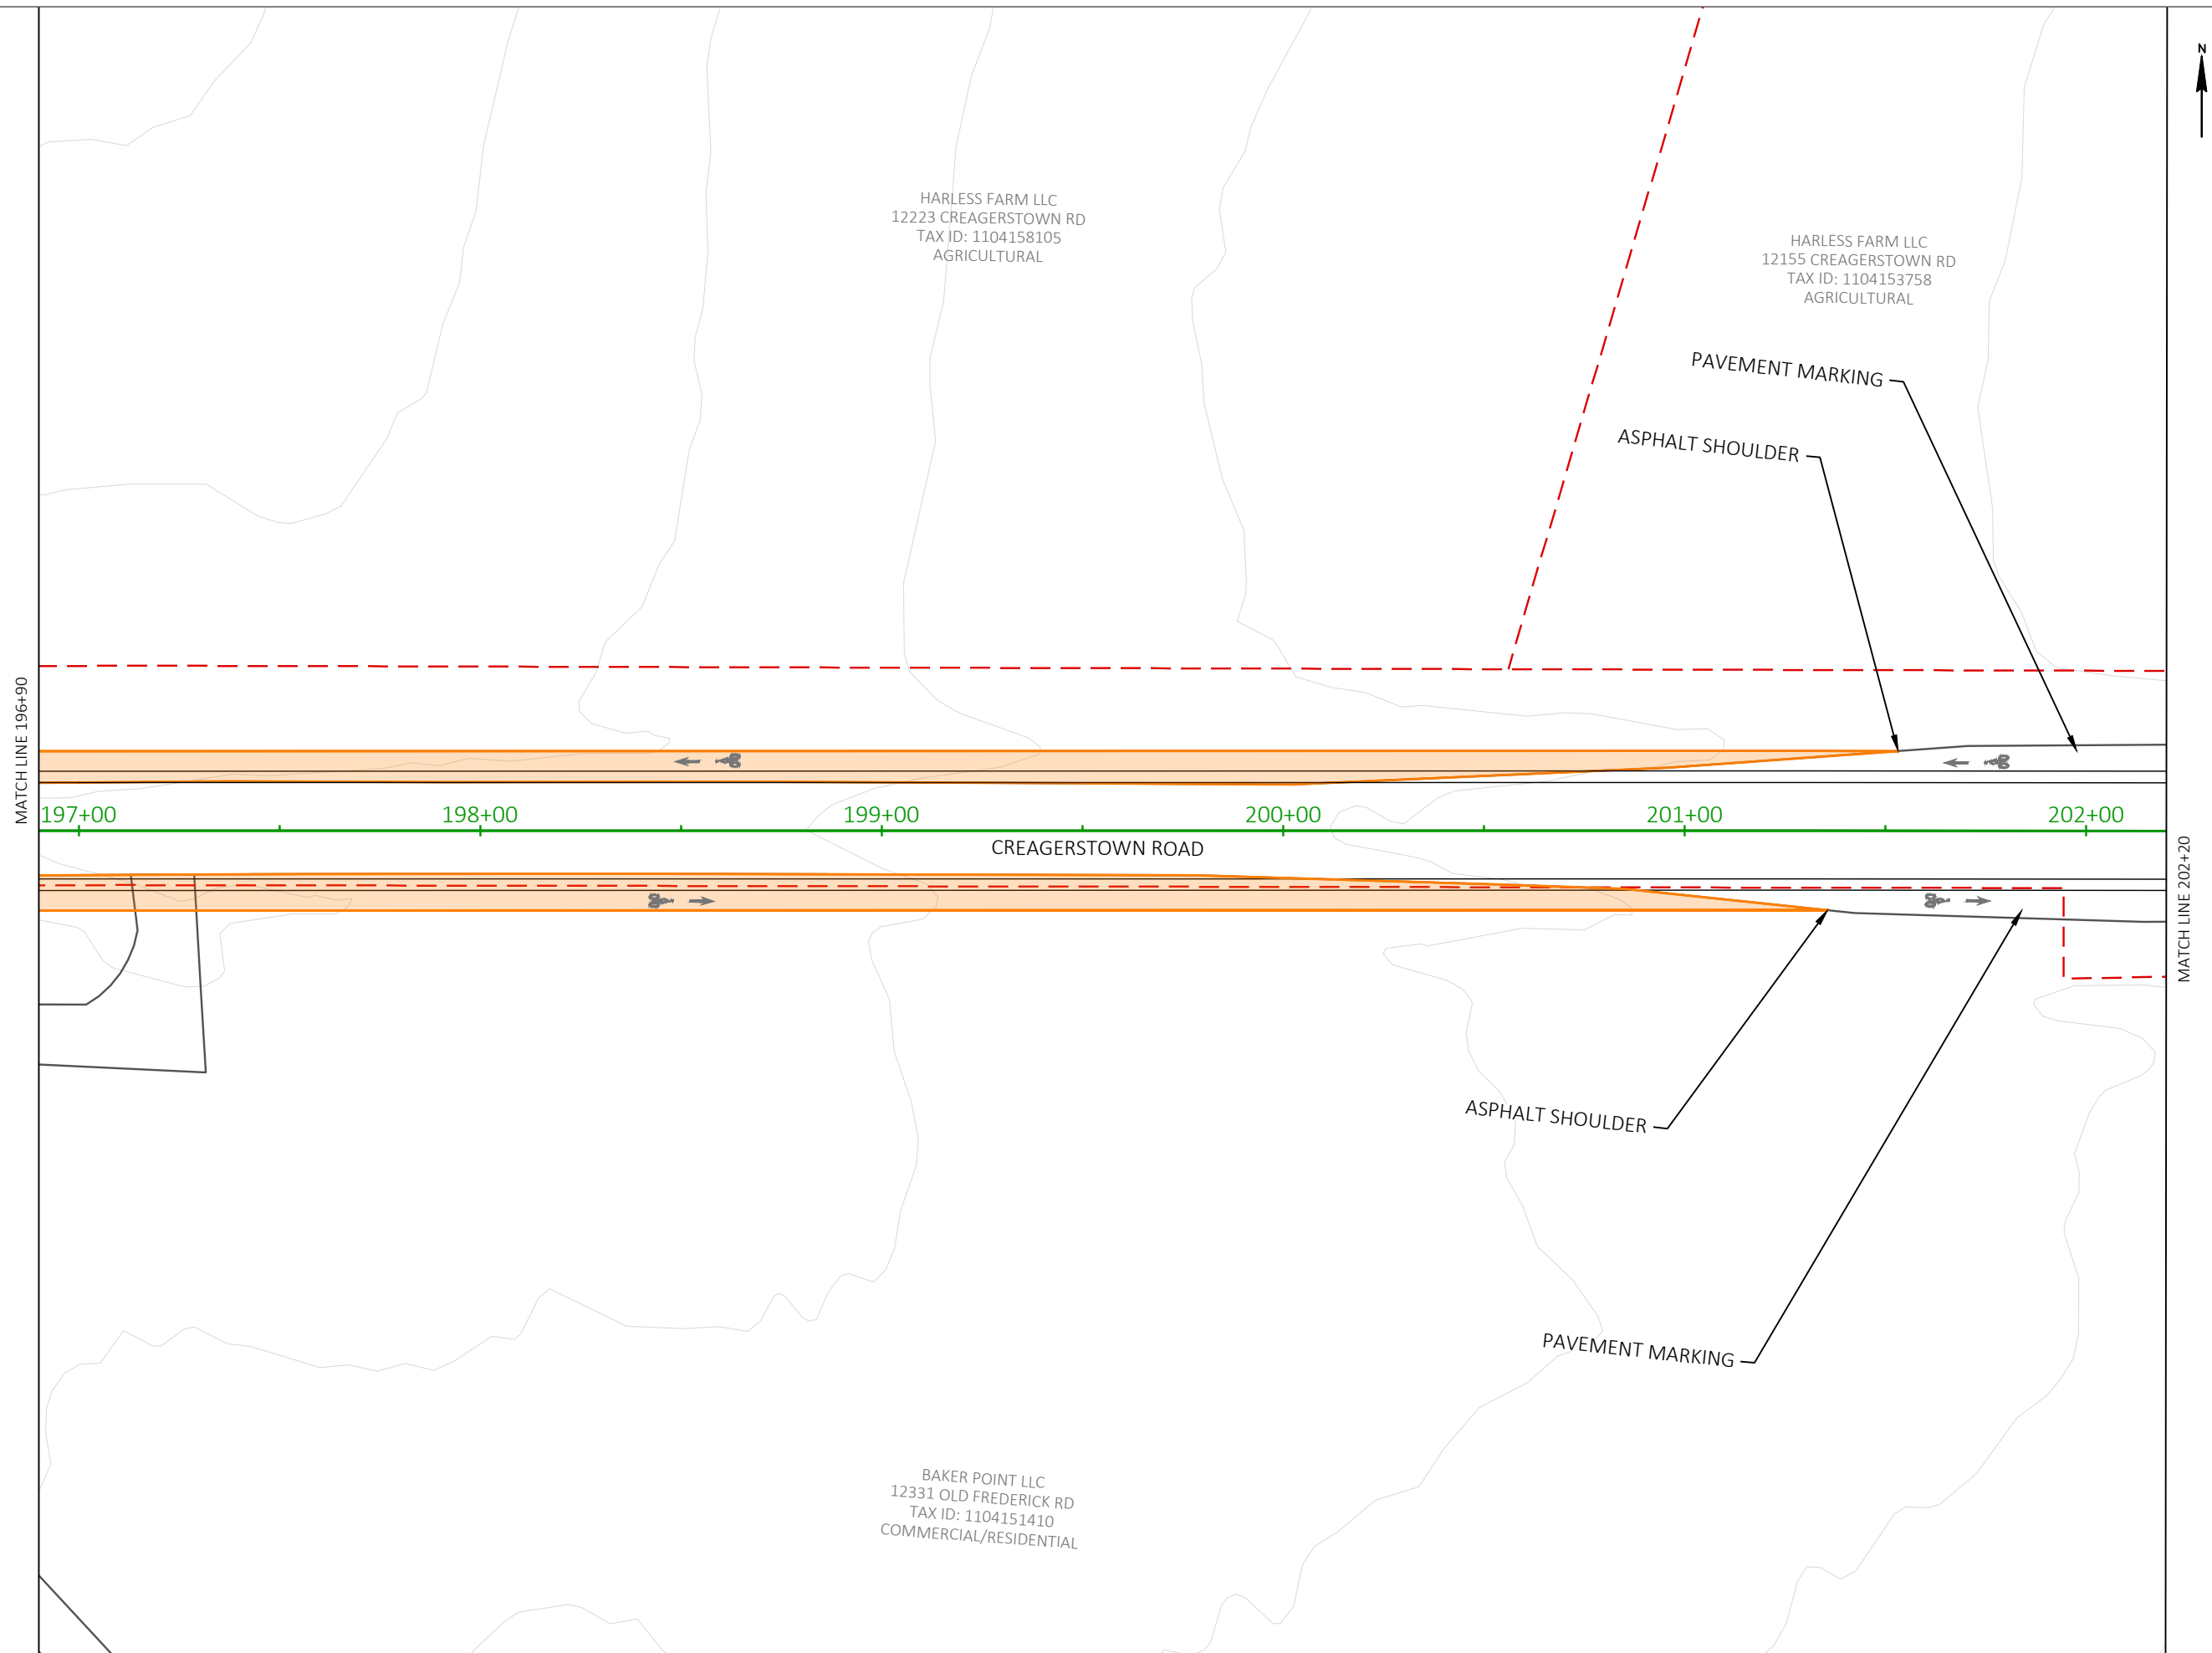 N
HARLESS FARM LLC
12223 CREAGERSTOWN RD
TAX ID: 1104158105
AGRICULTURAL
HARLESS FARM LLC
12155 CREAGERSTOWN RD
TAX ID: 1104153758
AGRICULTURAL
PAVEMENT MARKING
ASPHALT SHOULDER
MATCH LINE 196+90
197+00
198+00
199+00
200+00
201+00
202+00
CREAGERSTOWN ROAD
MATCH LINE 202+20
ASPHALT SHOULDER
PAVEMENT MARKING
BAKER POINT LLC
12331 OLD FREDERICK RD
TAX ID: 1104151410
COMMERCIAL/RESIDENTIAL